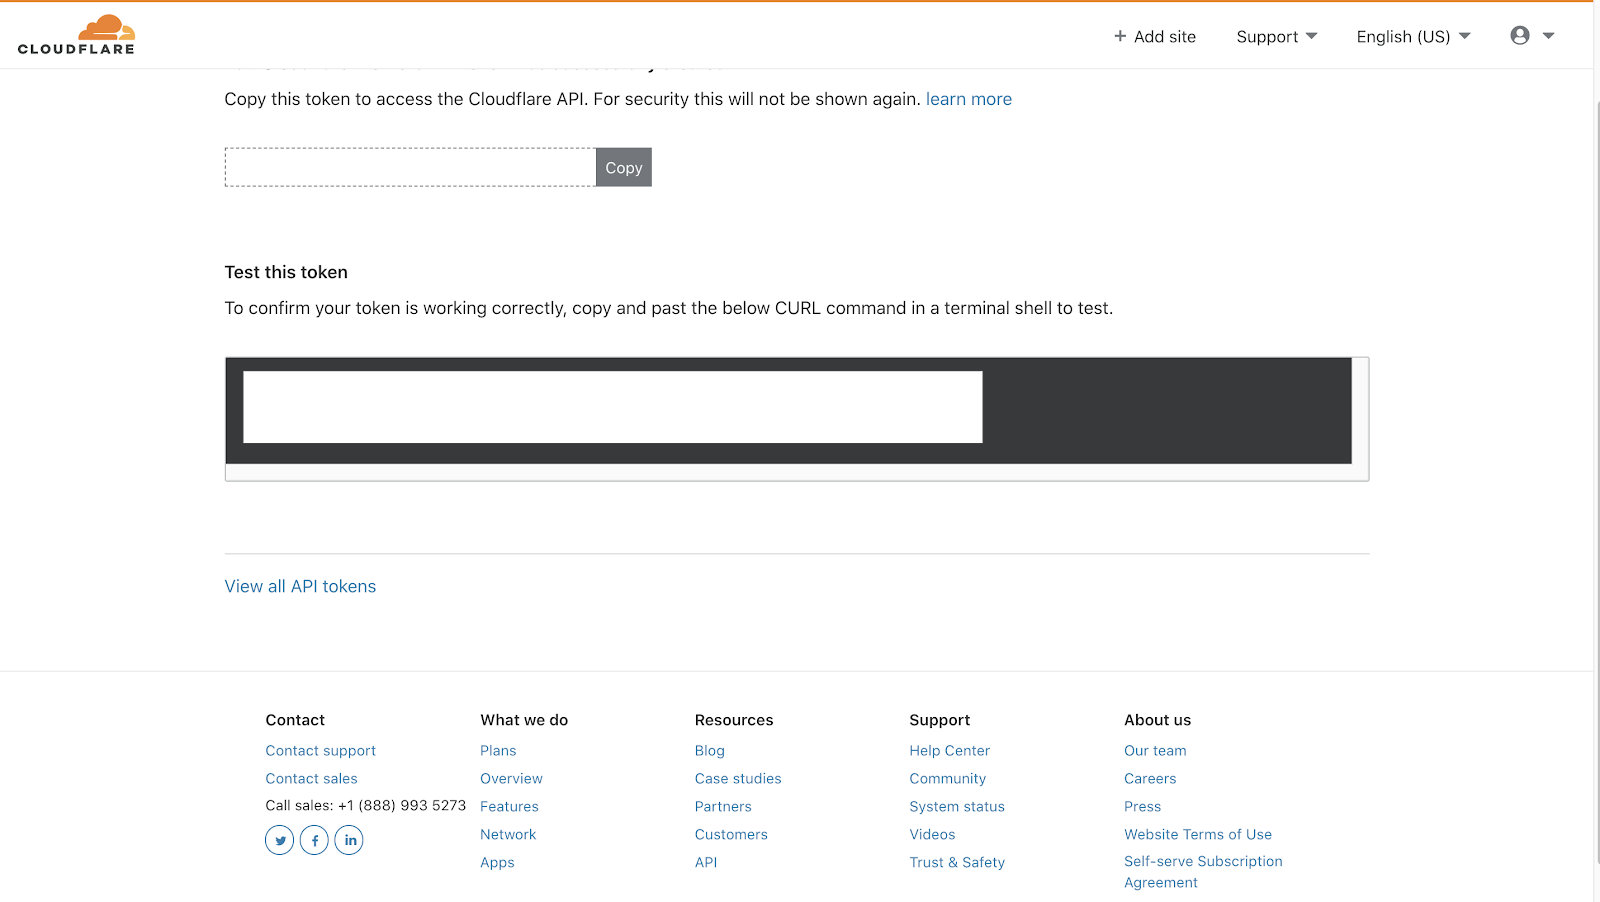 CLOUDFLARE
+ Add site
Support
English (US)
Copy this token to access the Cloudflare API. For security this will not be shown again. learn more
Copy
Test this token
To confirm your token is working correctly, copy and past the below CURL command in a terminal shell to test.
View all API tokens
Contact
Contact support
Contact sales
Call sales: +1 (888) 993 5273
What we do
Plans
Overview
Features
Network
Apps
Resources
Blog
Case studies
Partners
Customers
API
Support
Help Center
Community
System status
Videos
Trust & Safety
About us
Our team
Careers
Press
Website Terms of Use
Self-serve Subscription
Agreement